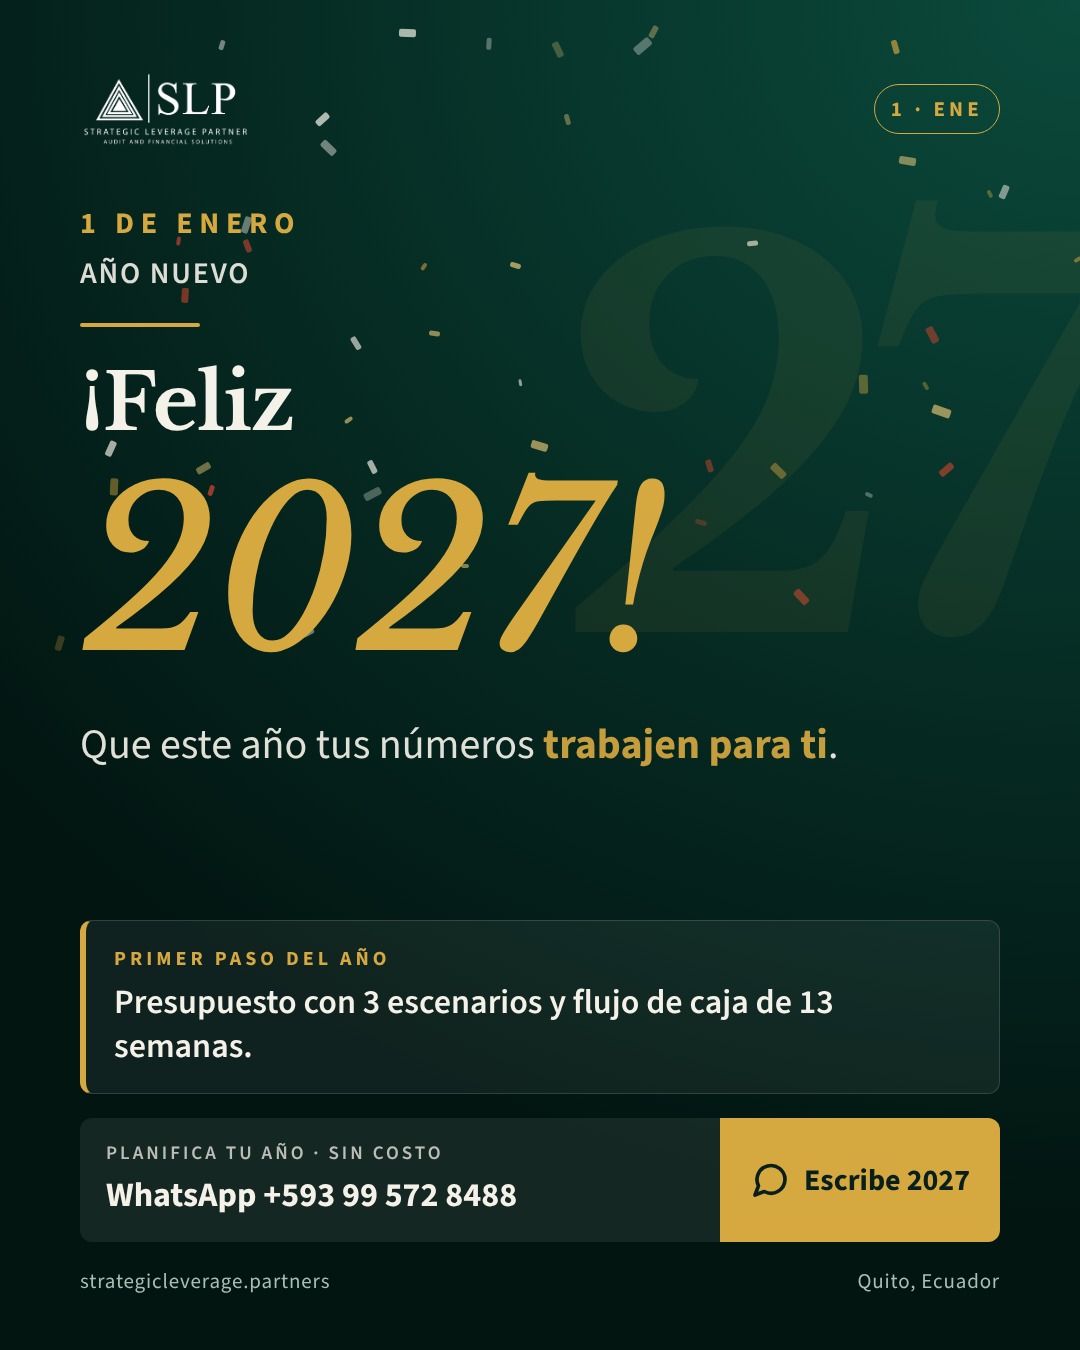 SLP
STRATEGIC LEVERAGE PARTNER
AUDIT AND FINANCIAL SOLUTIONS
1 · ENE
1 DE ENERO
AÑO NUEVO
27
¡Feliz
2027!
Que este año tus números trabajen para ti.
PRIMER PASO DEL AÑO
Presupuesto con 3 escenarios y flujo de caja de 13
semanas.
PLANIFICA TU AÑO · SIN COSTO
WhatsApp +593 99 572 8488
Escribe 2027
strategicleverage.partners
Quito, Ecuador